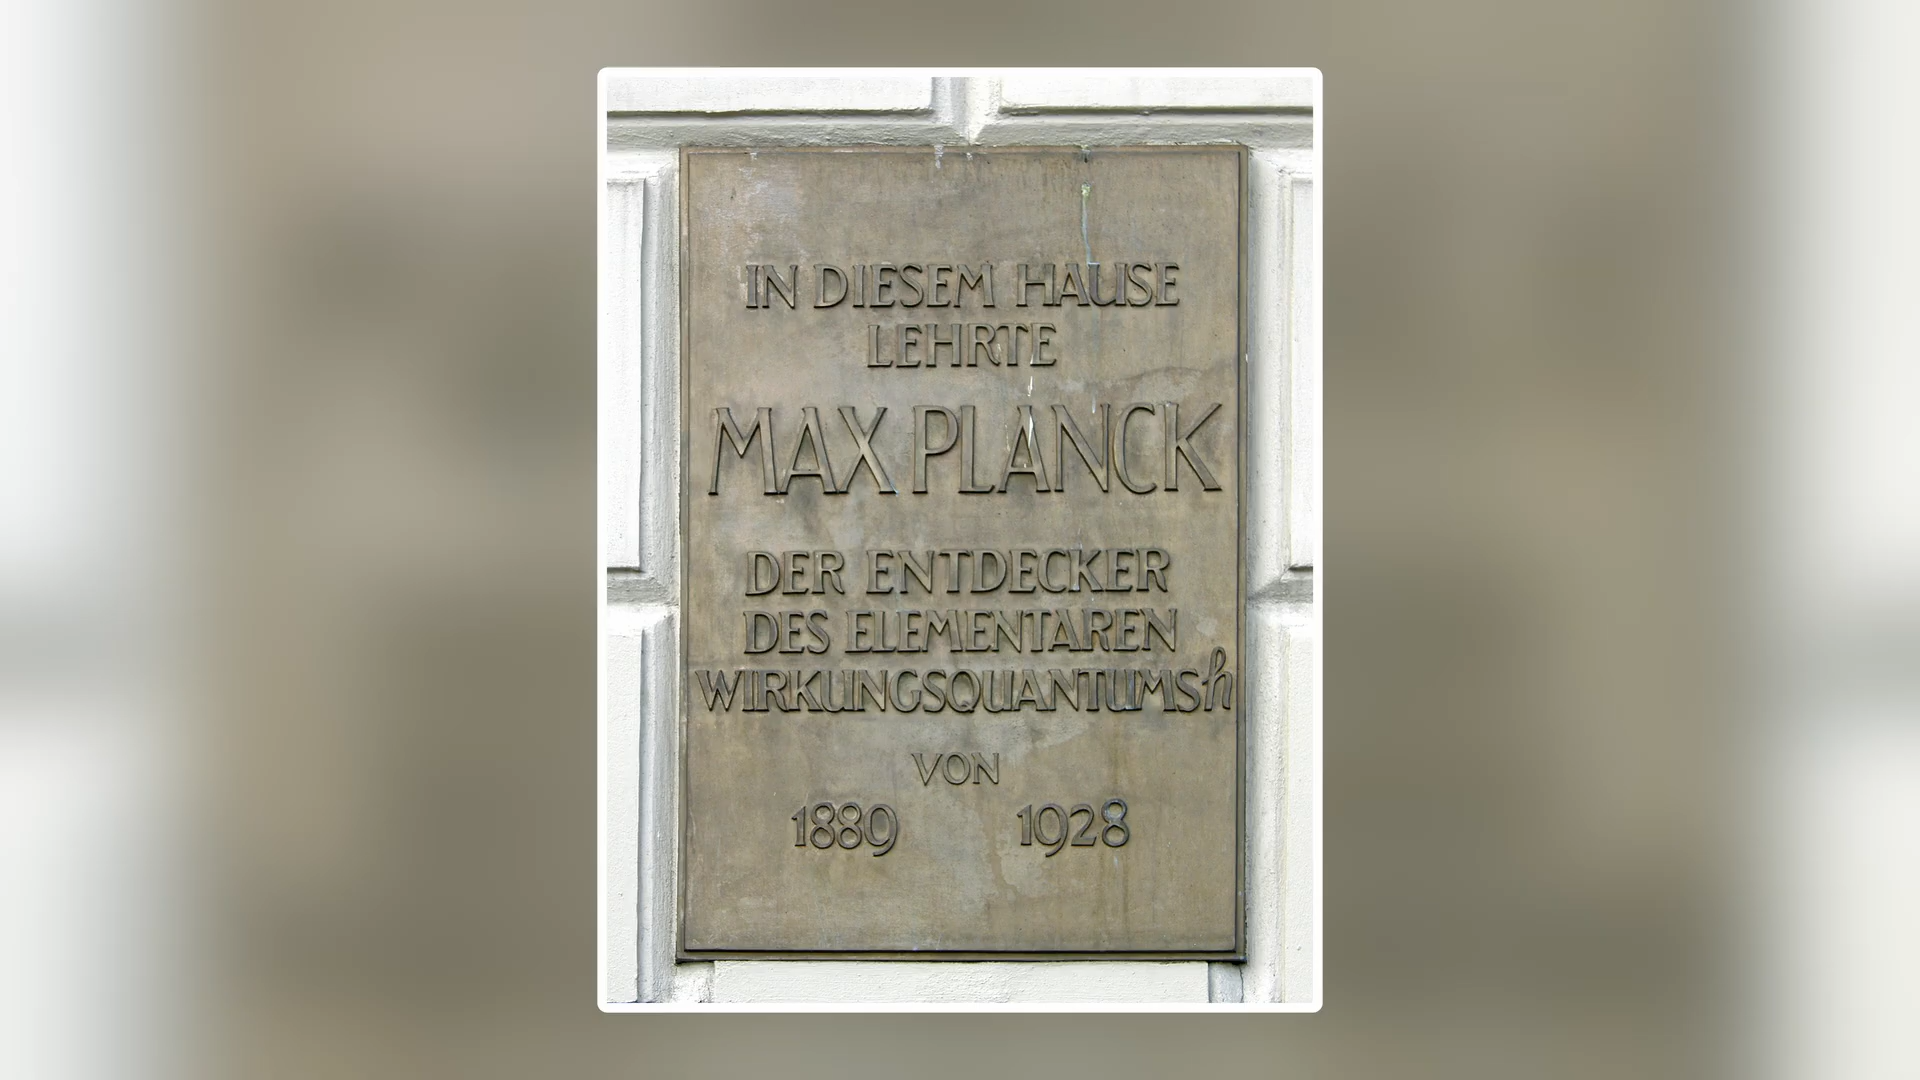 IN DIESEM HAUSE
LEHRTE
MAX PLANCK
DER ENTDECKER
DES ELEMENTAREN
WIRKUNGSQUANTUMS h
VON
1889 1928